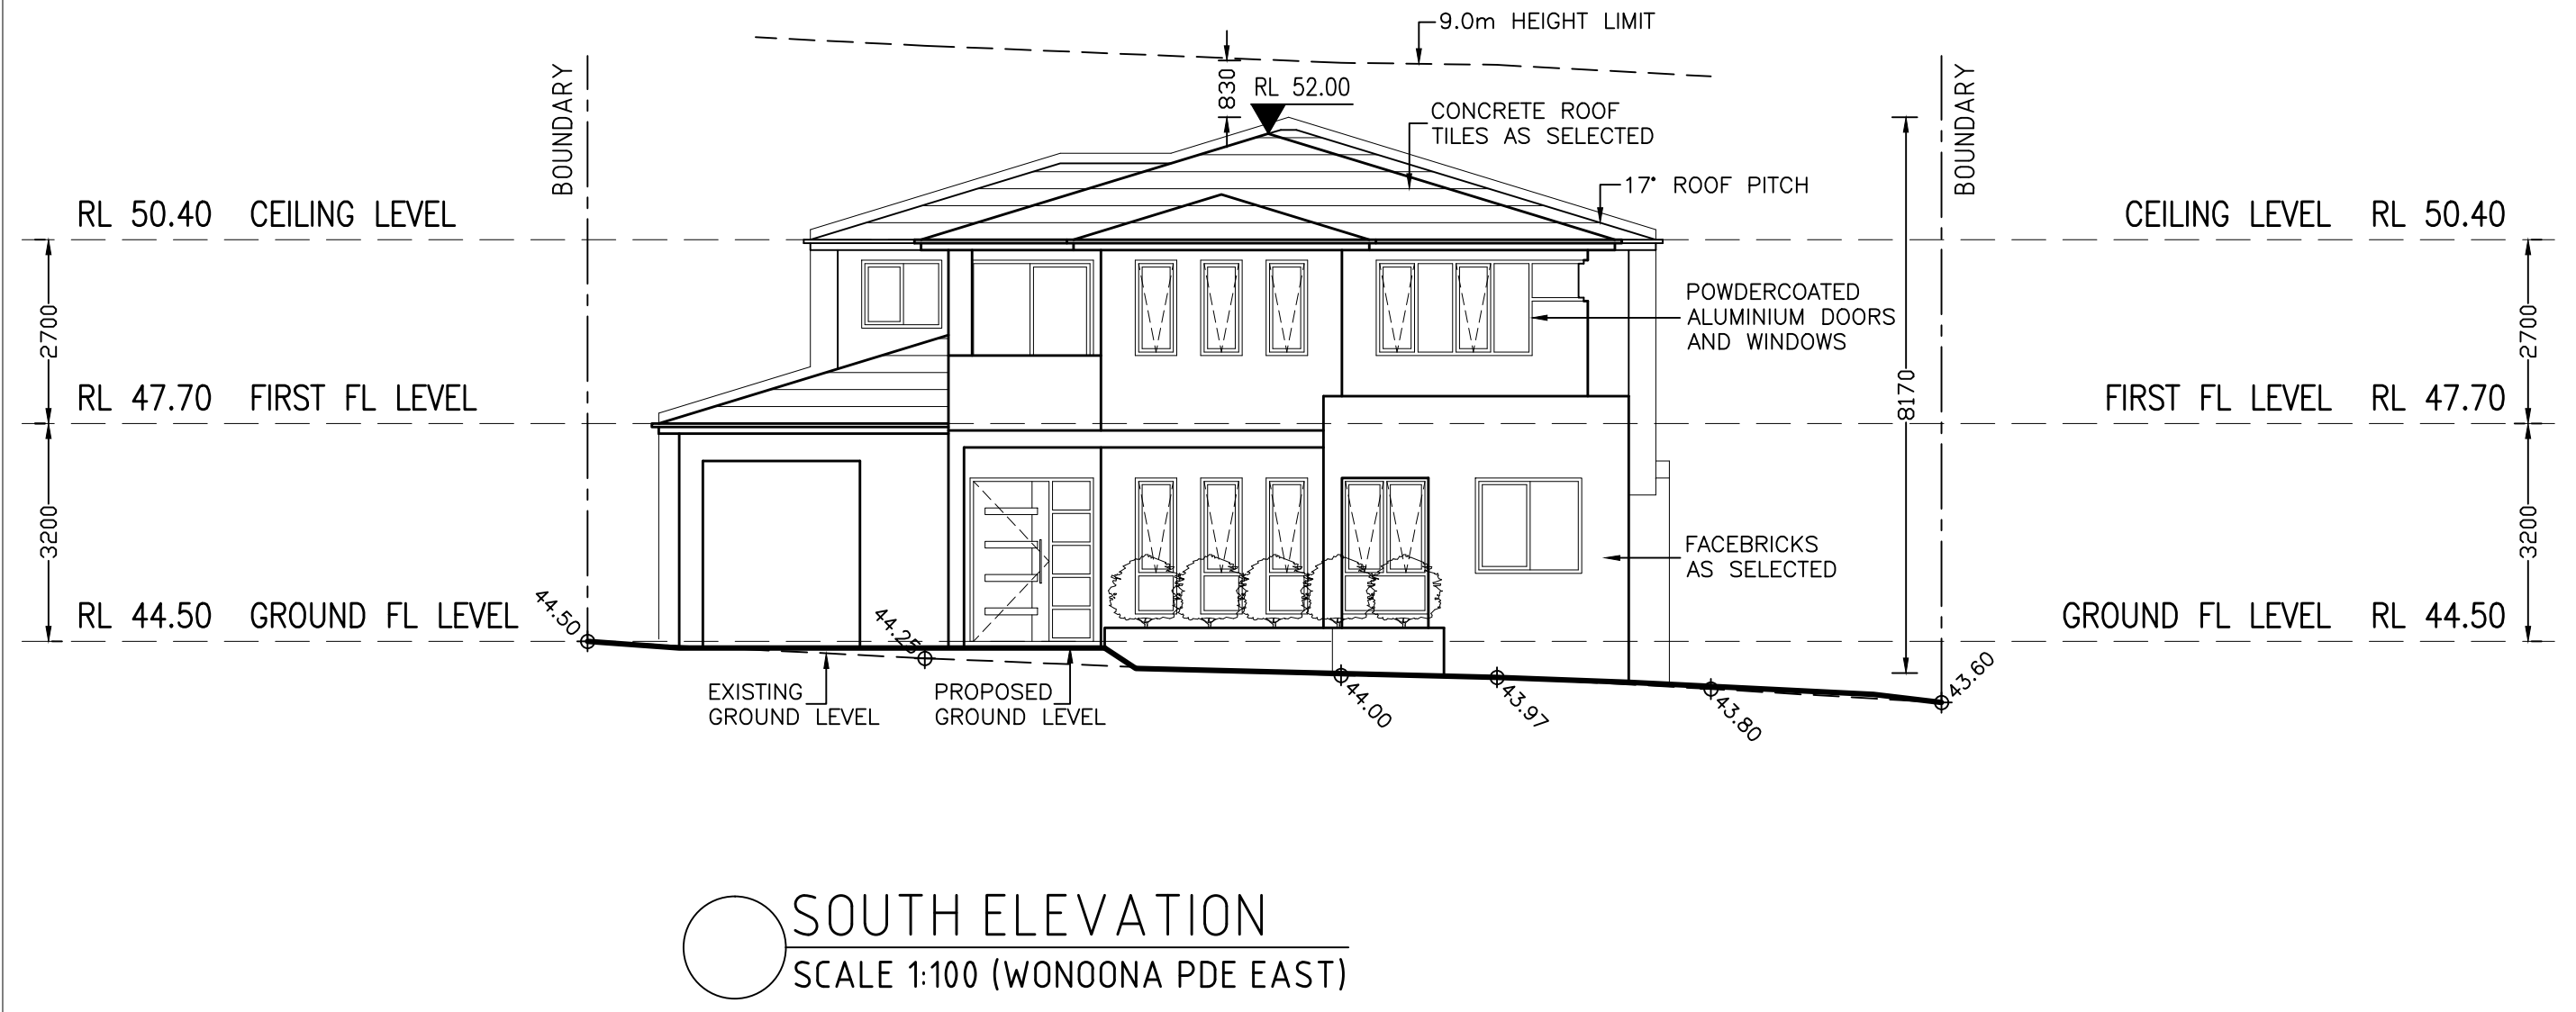 9.0m HEIGHT LIMIT
BOUNDARY
830
RL 52.00
CONCRETE ROOF
TILES AS SELECTED
BOUNDARY
17° ROOF PITCH
RL 50.40 CEILING LEVEL
CEILING LEVEL RL 50.40
2700
POWDERCOATED
ALUMINIUM DOORS
AND WINDOWS
2700
8170
RL 47.70 FIRST FL LEVEL
FIRST FL LEVEL RL 47.70
3200
FACEBRICKS
AS SELECTED
3200
RL 44.50 GROUND FL LEVEL
GROUND FL LEVEL RL 44.50
44.50
44.25
EXISTING
GROUND LEVEL
PROPOSED
GROUND LEVEL
44.00
43.97
43.80
43.60
SOUTH ELEVATION
SCALE 1:100 (WONOONA PDE EAST)